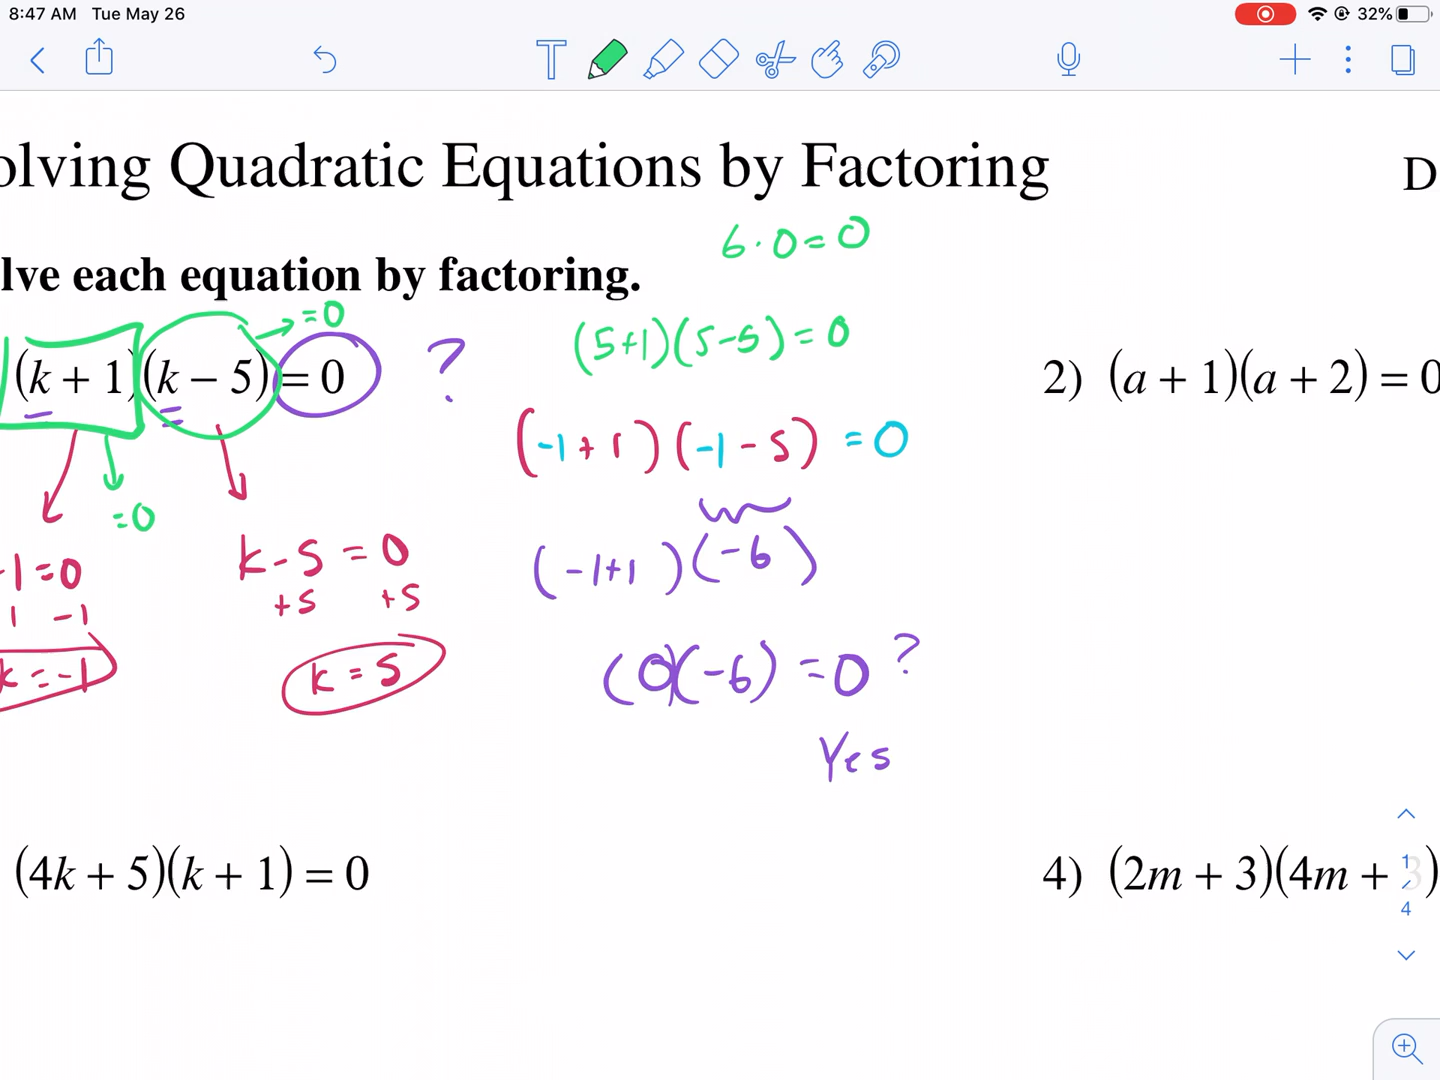 8:47 AM Tue May 26
32%
olving Quadratic Equations by Factoring
D
6·0=0
lve each equation by factoring.
=0
(5+1)(5-5)=0
(k + 1)(k − 5) = 0
?
2) (a + 1)(a + 2) = 0
(-1+1)(-1-5)=0
=0
k-5=0
-1=0
(-1+1)(-6)
+5 +5
1 -1
k=-1
k=5
(0)(-6)=0?
Yes
(4k + 5)(k + 1) = 0
4) (2m + 3)(4m + 3)
1/4